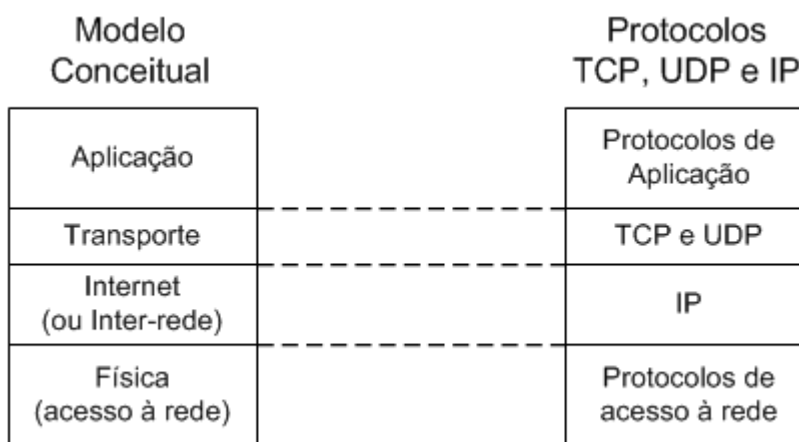 Modelo
Conceitual
Protocolos
TCP, UDP e IP
Aplicação
Protocolos de
Aplicação
Transporte
TCP e UDP
Internet
(ou Inter-rede)
IP
Física
(acesso à rede)
Protocolos de
acesso à rede